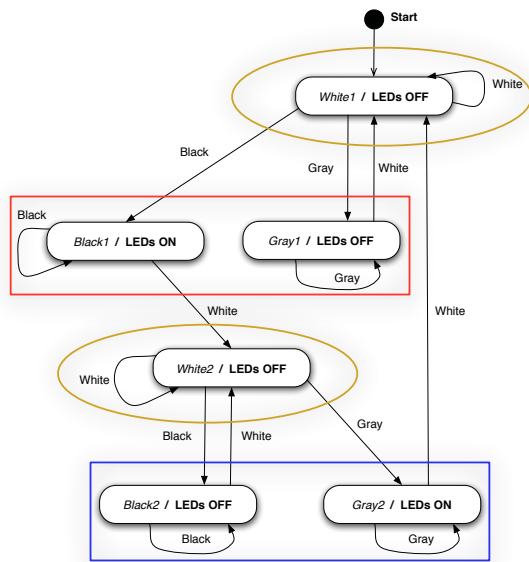 Start
White1 / LEDs OFF
White
Black
Gray
White
Black
Black1 / LEDs ON
Gray1 / LEDs OFF
Gray
White
White
White2 / LEDs OFF
White
Gray
Black
White
Black2 / LEDs OFF
Gray2 / LEDs ON
Black
Gray